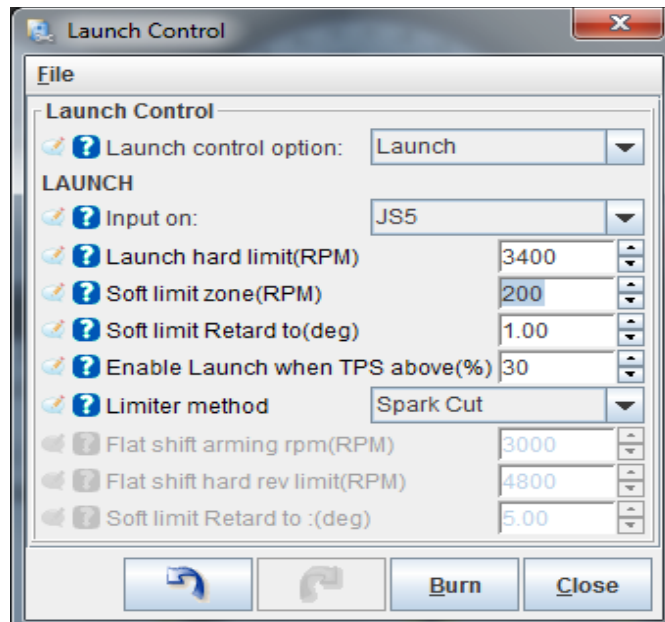 Launch Control
File
Launch Control
Launch control option: Launch
LAUNCH
Input on: JS5
Launch hard limit(RPM) 3400
Soft limit zone(RPM) 200
Soft limit Retard to(deg) 1.00
Enable Launch when TPS above(%) 30
Limiter method Spark Cut
Flat shift arming rpm(RPM) 3000
Flat shift hard rev limit(RPM) 4800
Soft limit Retard to :(deg) 5.00
Burn Close